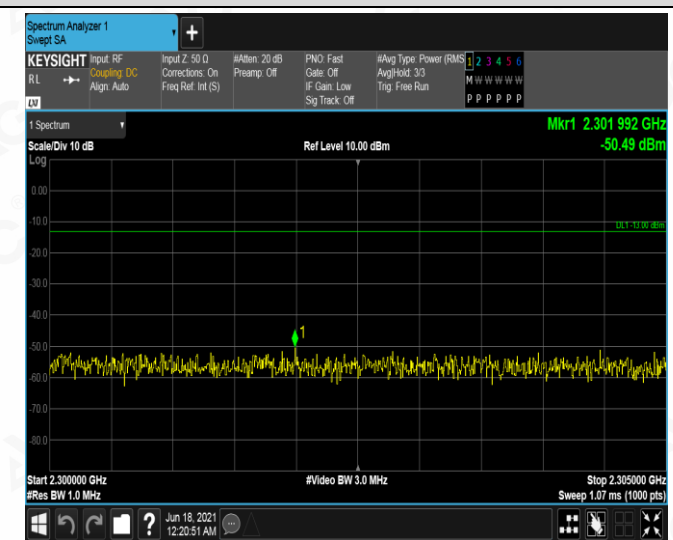 Spectrum Analyzer 1
Swept SA
+
KEYSIGHT
RL
LXI
Input: RF
Coupling: DC
Align: Auto
Input Z: 50 Ω
Corrections: On
Freq Ref: Int (S)
#Atten: 20 dB
Preamp: Off
PNO: Fast
Gate: Off
IF Gain: Low
Sig Track: Off
#Avg Type: Power (RMS
Avg|Hold: 3/3
Trig: Free Run
1 2 3 4 5 6
M W W W W W
P P P P P P
1 Spectrum
Mkr1 2.301 992 GHz
Scale/Div 10 dB
Ref Level 10.00 dBm
-50.49 dBm
Log
0.00
-10.0
DL1 -13.00 dBm
-20.0
-30.0
-40.0
1
-50.0
-60.0
-70.0
-80.0
Start 2.300000 GHz
#Video BW 3.0 MHz
Stop 2.305000 GHz
#Res BW 1.0 MHz
Sweep 1.07 ms (1000 pts)
?
Jun 18, 2021
12:20:51 AM